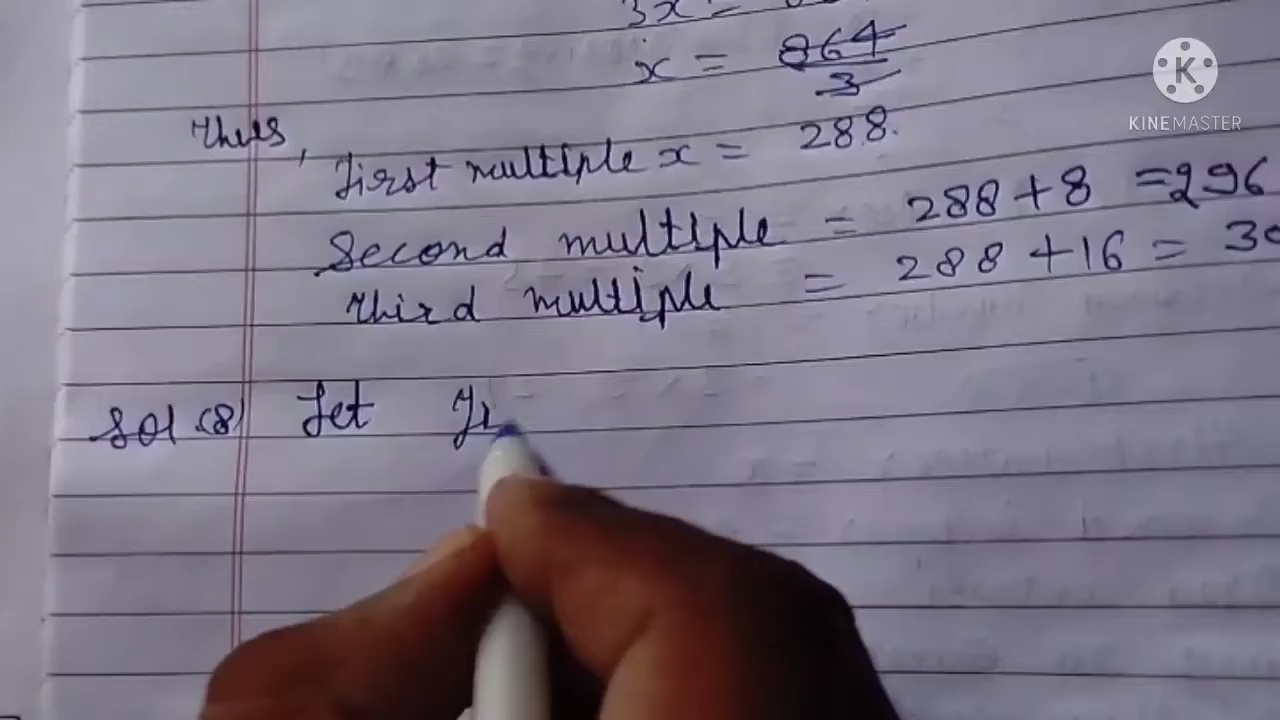 3x =
x = 864
3
Thus, First multiple x = 288.
Second multiple = 288 + 8 = 296
Third multiple = 288 + 16 =
Sol (8) Let
K
KINEMASTER